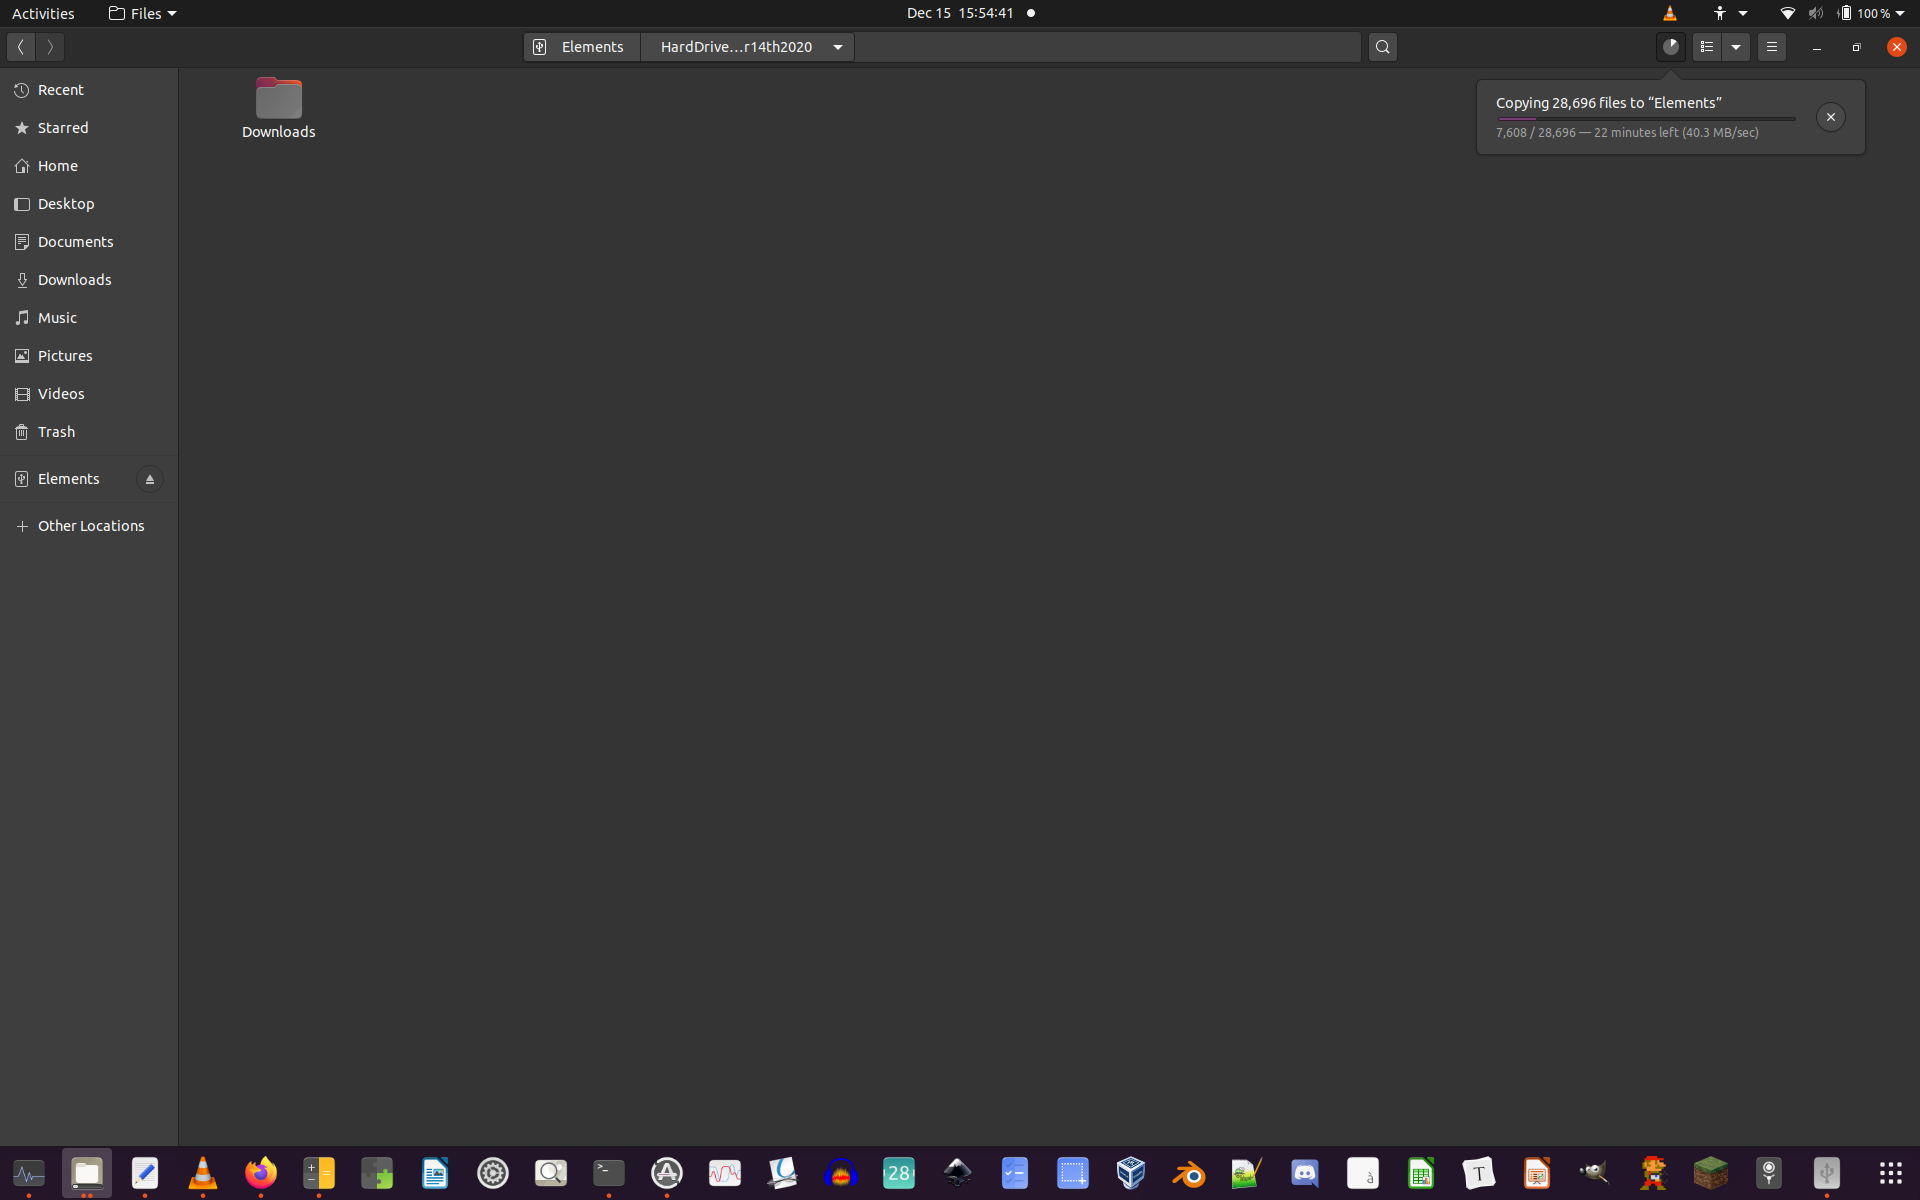 Activities Files Dec 15 15:54:41 100 %
Elements HardDrive...r14th2020
Recent
Starred
Home
Desktop
Documents
Downloads
Music
Pictures
Videos
Trash
Elements
Other Locations
Downloads
Copying 28,696 files to “Elements”
7,608 / 28,696 — 22 minutes left (40.3 MB/sec)
28
a
T